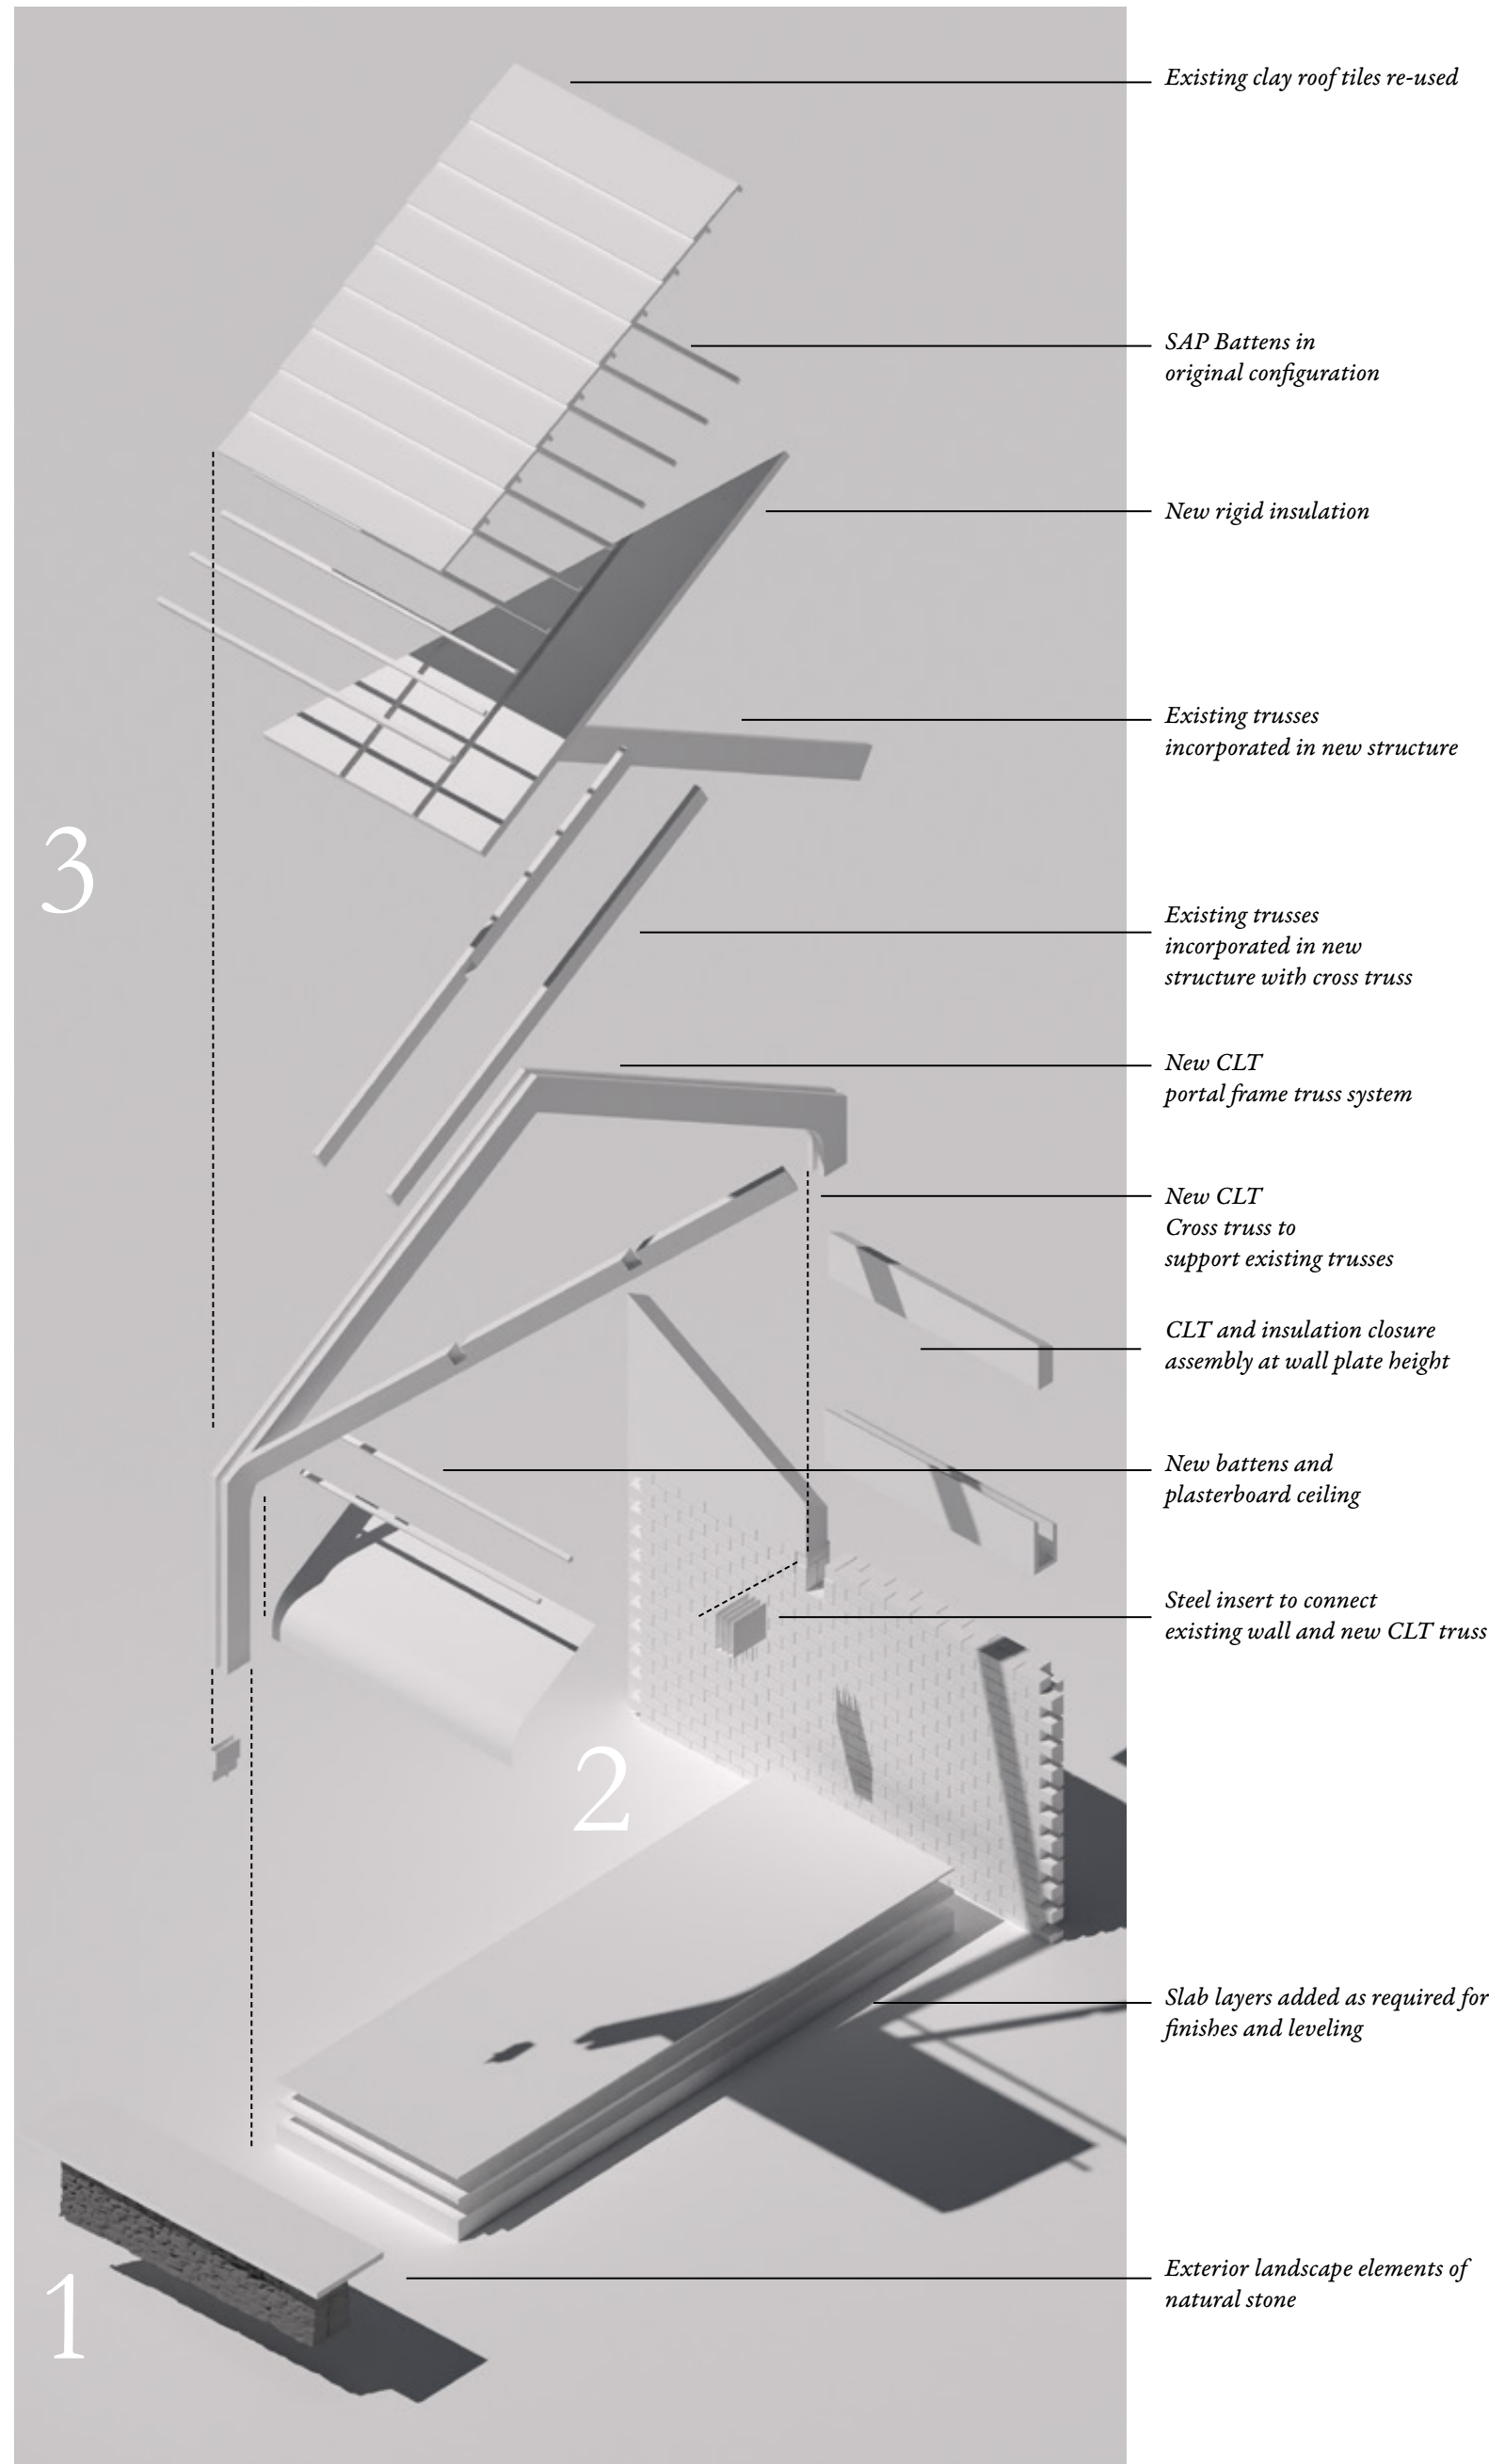 Existing clay roof tiles re-used
SAP Battens in
original configuration
New rigid insulation
Existing trusses
incorporated in new structure
3
Existing trusses
incorporated in new
structure with cross truss
New CLT
portal frame truss system
New CLT
Cross truss to
support existing trusses
CLT and insulation closure
assembly at wall plate height
New battens and
plasterboard ceiling
Steel insert to connect
existing wall and new CLT truss
2
Slab layers added as required for
finishes and leveling
1
Exterior landscape elements of
natural stone